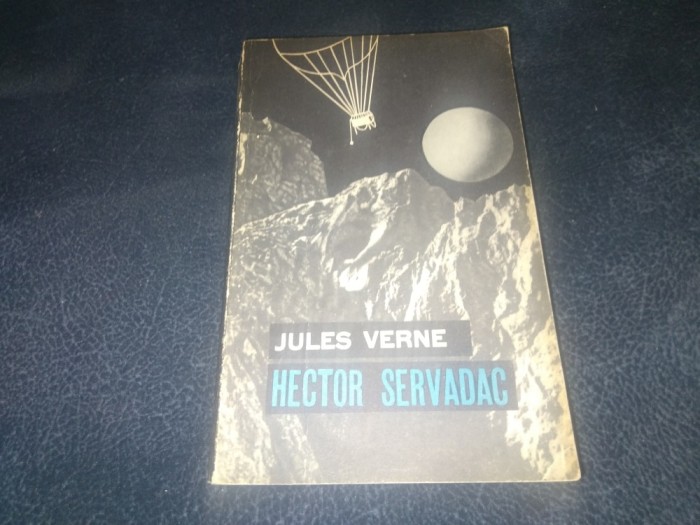 JULES VERNE
HECTOR SERVADAC